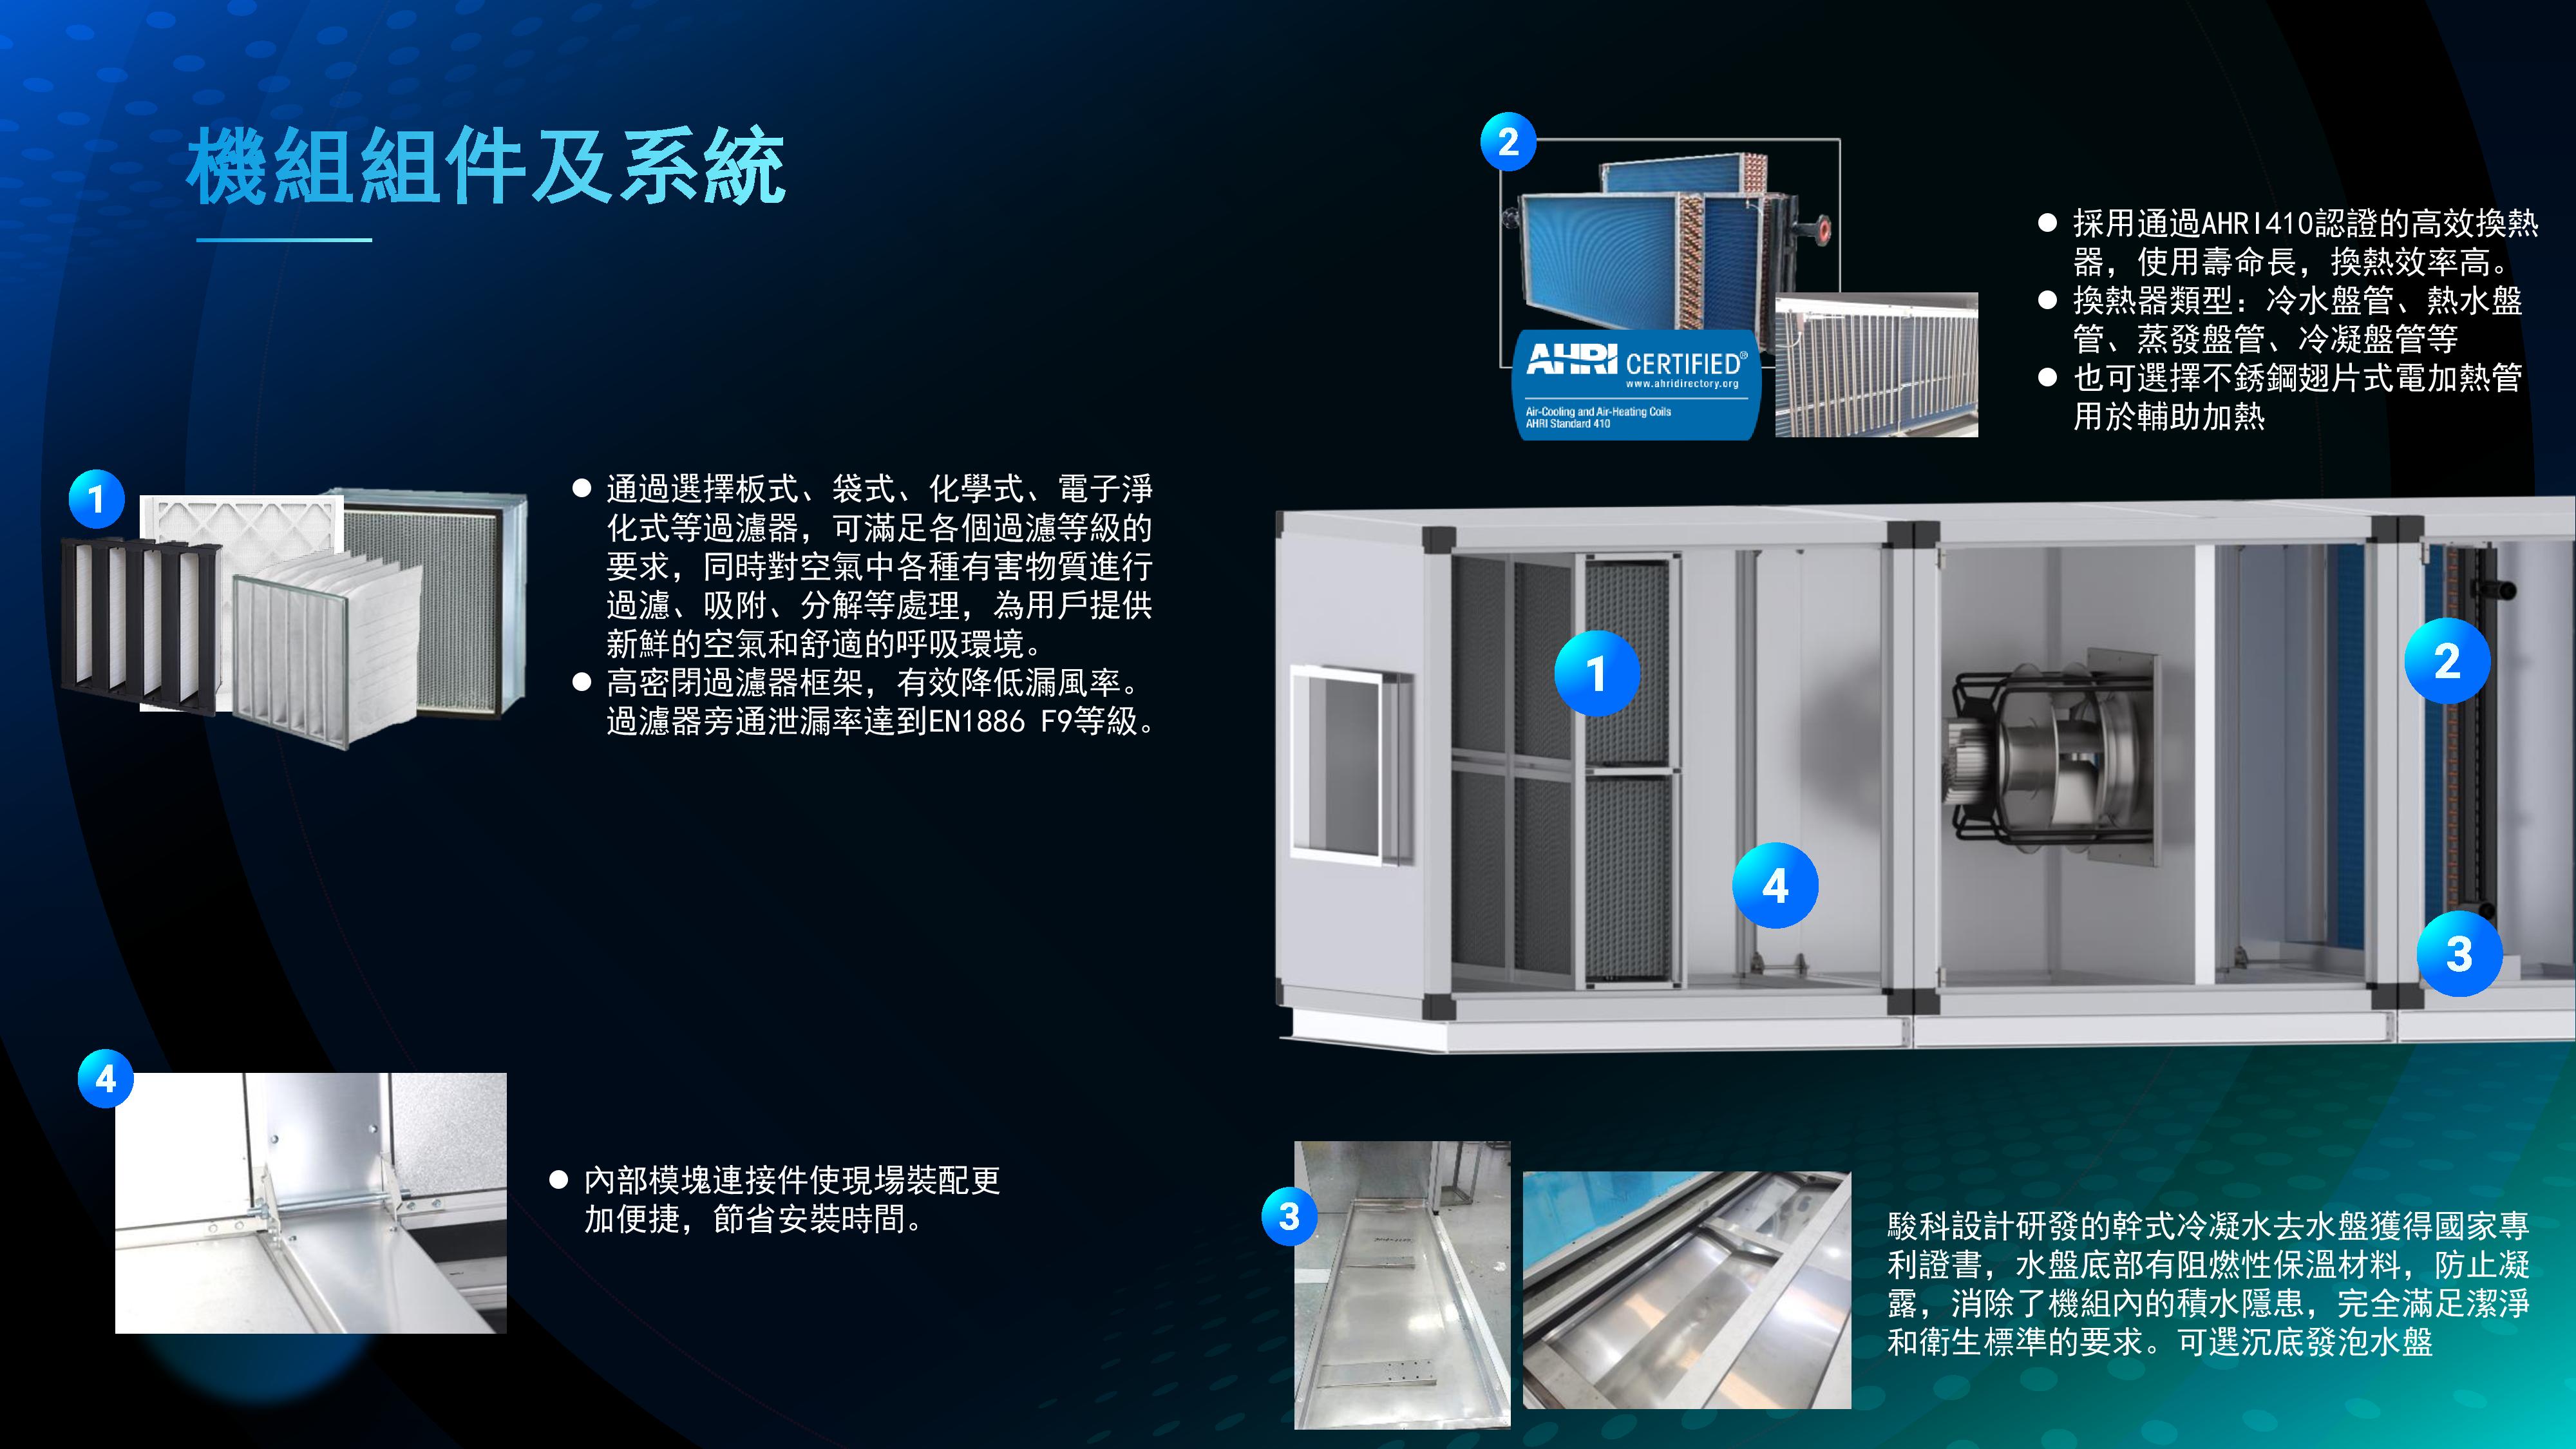 機組組件及系統
2
採用通過AHRI410認證的高效換熱
器，使用壽命長，換熱效率高。
換熱器類型：冷水盤管、熱水盤
管、蒸發盤管、冷凝盤管等
也可選擇不銹鋼翅片式電加熱管
用於輔助加熱
AHRI CERTIFIED®
www.ahridirectory.org
Air-Cooling and Air-Heating Coils
AHRI Standard 410
1
通過選擇板式、袋式、化學式、電子淨
化式等過濾器，可滿足各個過濾等級的
要求，同時對空氣中各種有害物質進行
過濾、吸附、分解等處理，為用戶提供
新鮮的空氣和舒適的呼吸環境。
高密閉過濾器框架，有效降低漏風率。
過濾器旁通泄漏率達到EN1886 F9等級。
1
2
4
3
4
內部模塊連接件使現場裝配更
加便捷，節省安裝時間。
3
駿科設計研發的幹式冷凝水去水盤獲得國家專
利證書，水盤底部有阻燃性保溫材料，防止凝
露，消除了機組內的積水隱患，完全滿足潔淨
和衛生標準的要求。可選沉底發泡水盤